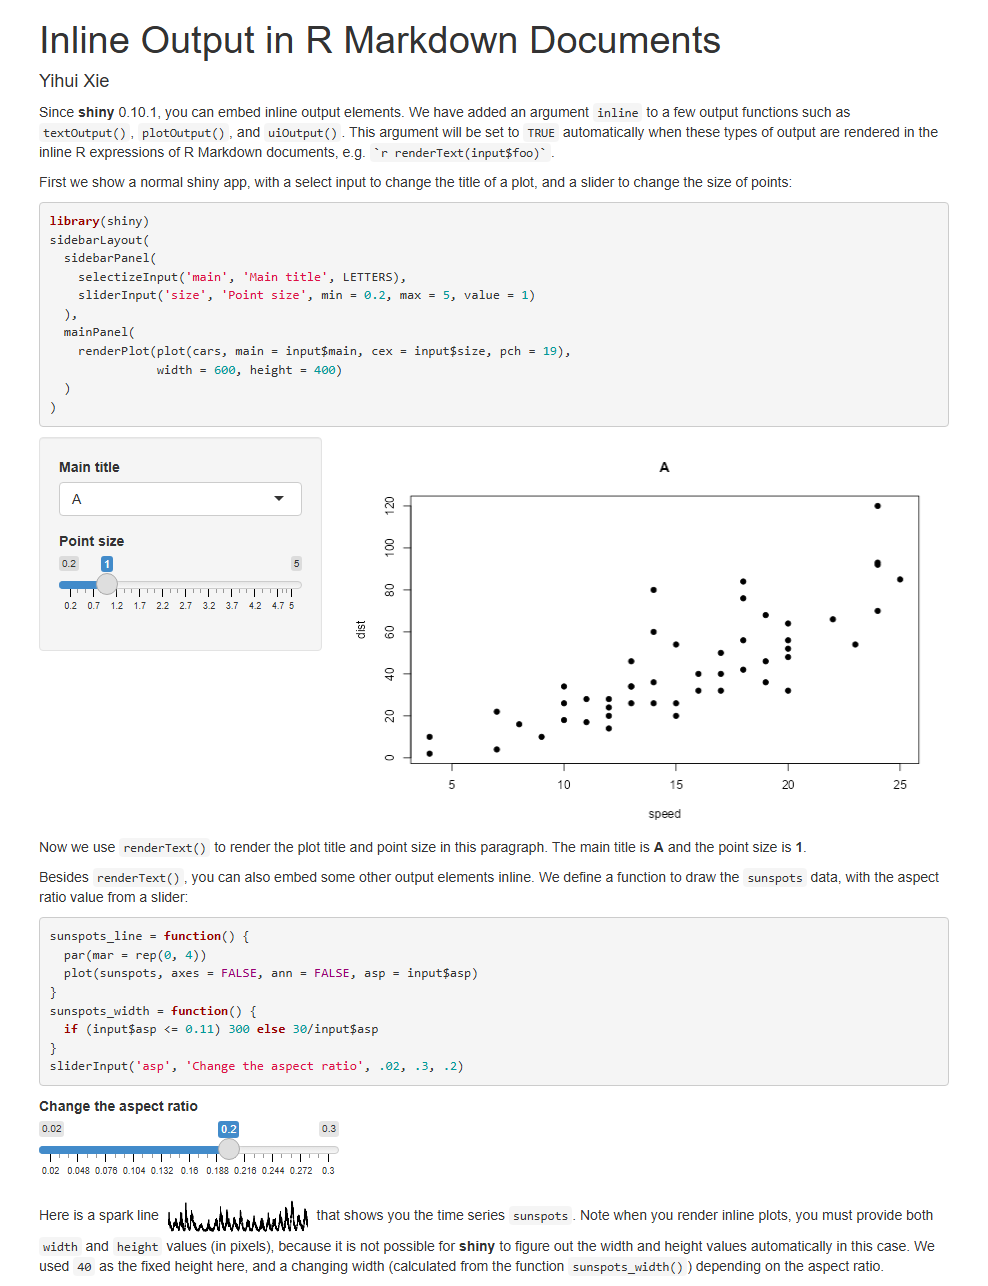 Inline Output in R Markdown Documents
Yihui Xie
Since shiny 0.10.1, you can embed inline output elements. We have added an argument inline to a few output functions such as
textOutput() , plotOutput() , and uiOutput() . This argument will be set to TRUE automatically when these types of output are rendered in the
inline R expressions of R Markdown documents, e.g. `r renderText(input$foo)` .
First we show a normal shiny app, with a select input to change the title of a plot, and a slider to change the size of points:
library(shiny)
sidebarLayout(
  sidebarPanel(
    selectizeInput('main', 'Main title', LETTERS),
    sliderInput('size', 'Point size', min = 0.2, max = 5, value = 1)
  ),
  mainPanel(
    renderPlot(plot(cars, main = input$main, cex = input$size, pch = 19),
               width = 600, height = 400)
  )
)
Main title
A
Point size
0.2 1 5
0.2 0.7 1.2 1.7 2.2 2.7 3.2 3.7 4.2 4.7 5
A
120
100
80
60
40
20
0
dist
5 10 15 20 25
speed
Now we use renderText() to render the plot title and point size in this paragraph. The main title is A and the point size is 1.
Besides renderText() , you can also embed some other output elements inline. We define a function to draw the sunspots data, with the aspect
ratio value from a slider:
sunspots_line = function() {
  par(mar = rep(0, 4))
  plot(sunspots, axes = FALSE, ann = FALSE, asp = input$asp)
}
sunspots_width = function() {
  if (input$asp <= 0.11) 300 else 30/input$asp
}
sliderInput('asp', 'Change the aspect ratio', .02, .3, .2)
Change the aspect ratio
0.02 0.2 0.3
0.02 0.048 0.076 0.104 0.132 0.16 0.188 0.216 0.244 0.272 0.3
Here is a spark line that shows you the time series sunspots . Note when you render inline plots, you must provide both
width and height values (in pixels), because it is not possible for shiny to figure out the width and height values automatically in this case. We
used 40 as the fixed height here, and a changing width (calculated from the function sunspots_width() ) depending on the aspect ratio.